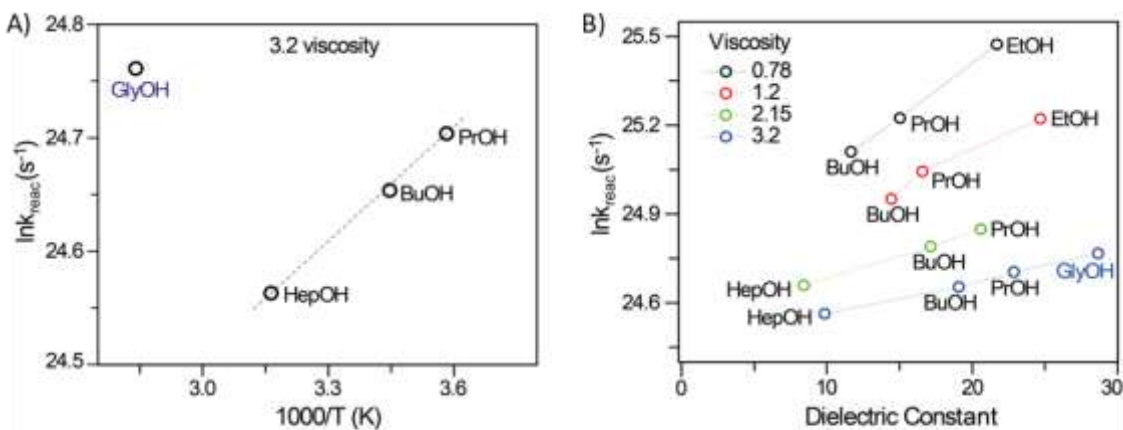 A)
24.8
24.7
24.6
24.5
lnkreac(s⁻¹)
3.2 viscosity
GlyOH
PrOH
BuOH
HepOH
3.0
3.3
3.6
1000/T (K)
B)
25.5
25.2
24.9
24.6
lnkreac(s⁻¹)
Viscosity
0.78
1.2
2.15
3.2
EtOH
PrOH
BuOH
EtOH
PrOH
BuOH
PrOH
BuOH
HepOH
GlyOH
PrOH
BuOH
HepOH
0
10
20
30
Dielectric Constant